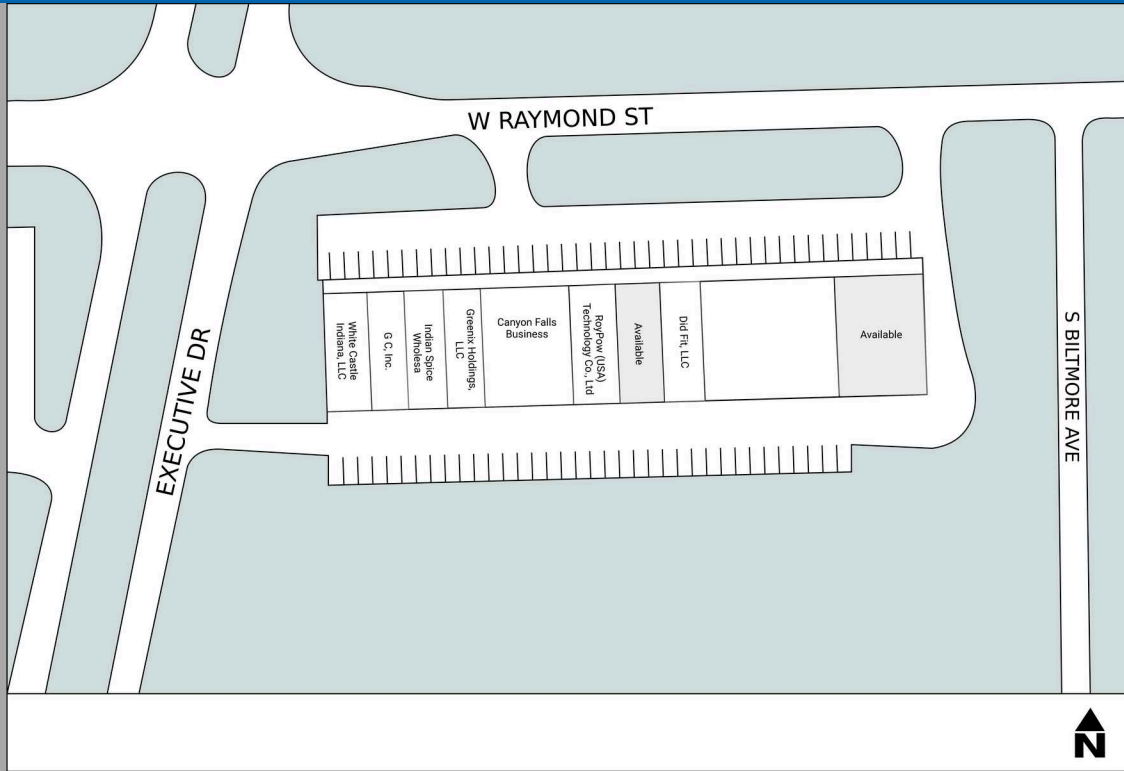 W RAYMOND ST
EXECUTIVE DR
S BILTMORE AVE
White Castle
Indiana, LLC
G C, Inc.
Indian Spice
Wholesa
Greenix Holdings,
LLC
Canyon Falls
Business
RoyPow (USA)
Technology Co., Ltd
Available
Did Fit, LLC
Available
N